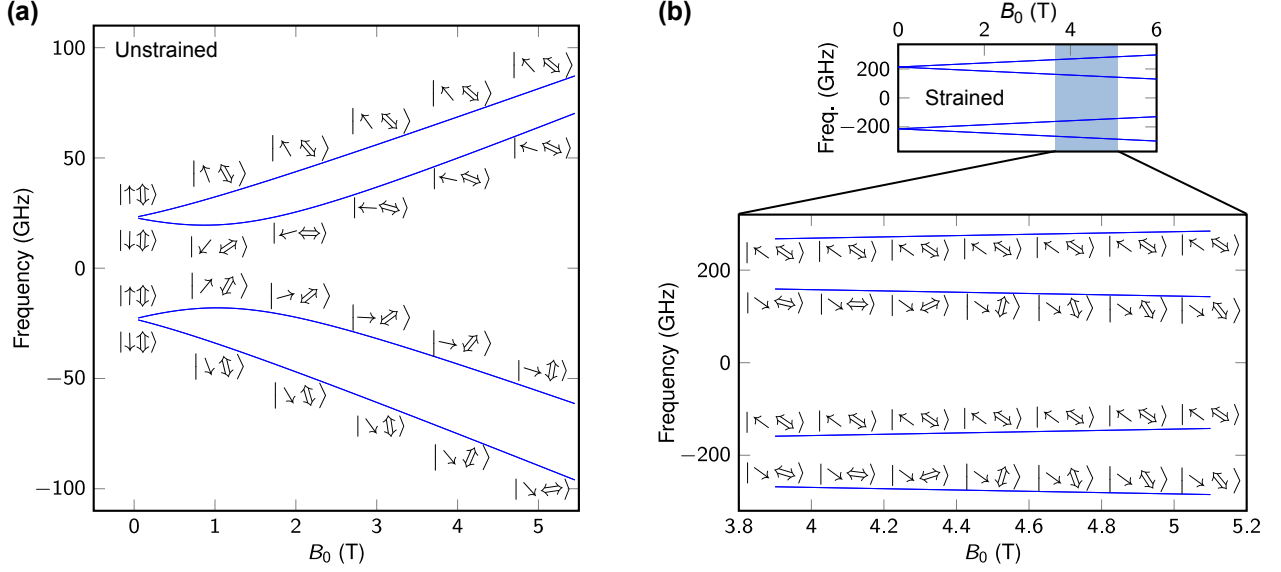 (a)
Unstrained
Frequency (GHz)
100
50
0
−50
−100
|↑⇕⟩
|↓⇕⟩
|↑⇕⟩
|↓⇕⟩
0 1 2 3 4 5
B₀ (T)
(b)
B₀ (T)
0 2 4 6
Freq. (GHz)
200
0
−200
Strained
Frequency (GHz)
200
0
−200
3.8 4 4.2 4.4 4.6 4.8 5 5.2
B₀ (T)